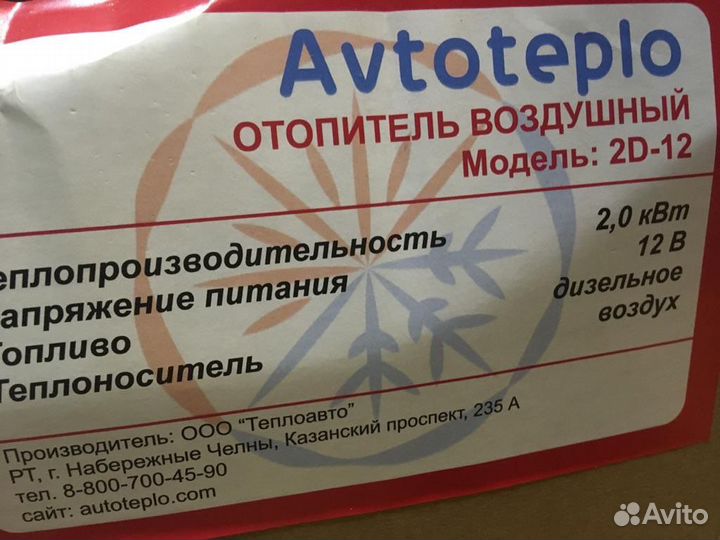 Avtoteplo
ОТОПИТЕЛЬ ВОЗДУШНЫЙ
Модель: 2D-12
еплопроизводительность 2,0 кВт
апряжение питания 12 В
Топливо дизельное
Теплоноситель воздух
Производитель: ООО "Теплоавто"
РТ, г. Набережные Челны, Казанский проспект, 235 А
тел. 8-800-700-45-90
сайт: autoteplo.com
Avito